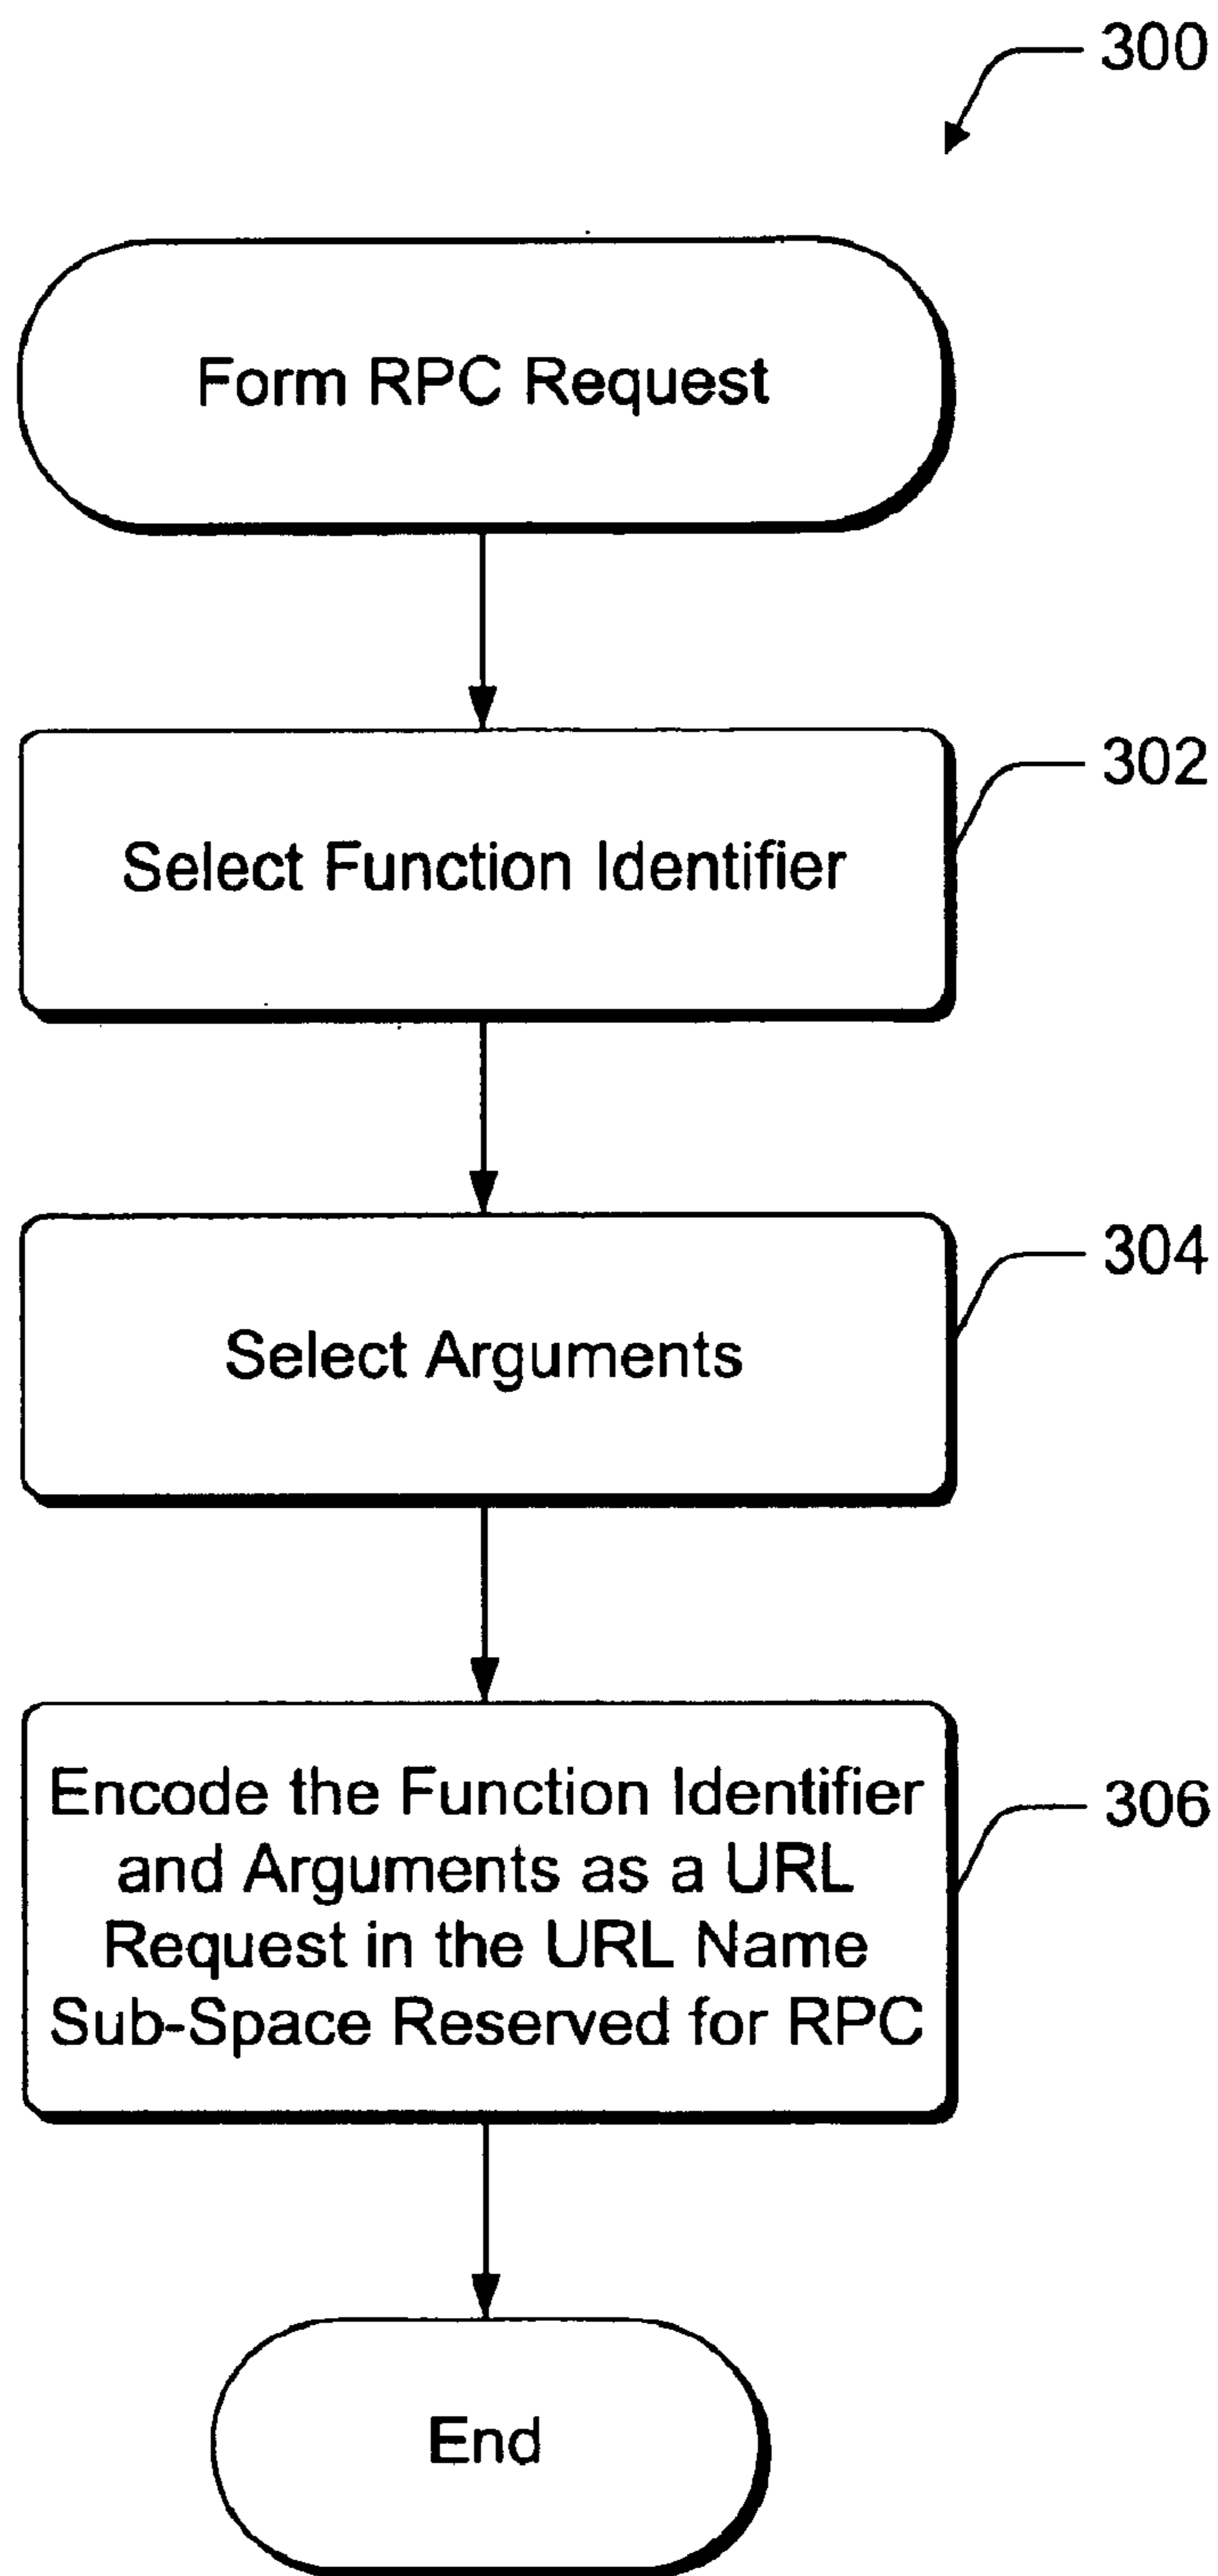 300
Form RPC Request
302
Select Function Identifier
304
Select Arguments
306
Encode the Function Identifier
and Arguments as a URL
Request in the URL Name
Sub-Space Reserved for RPC
End